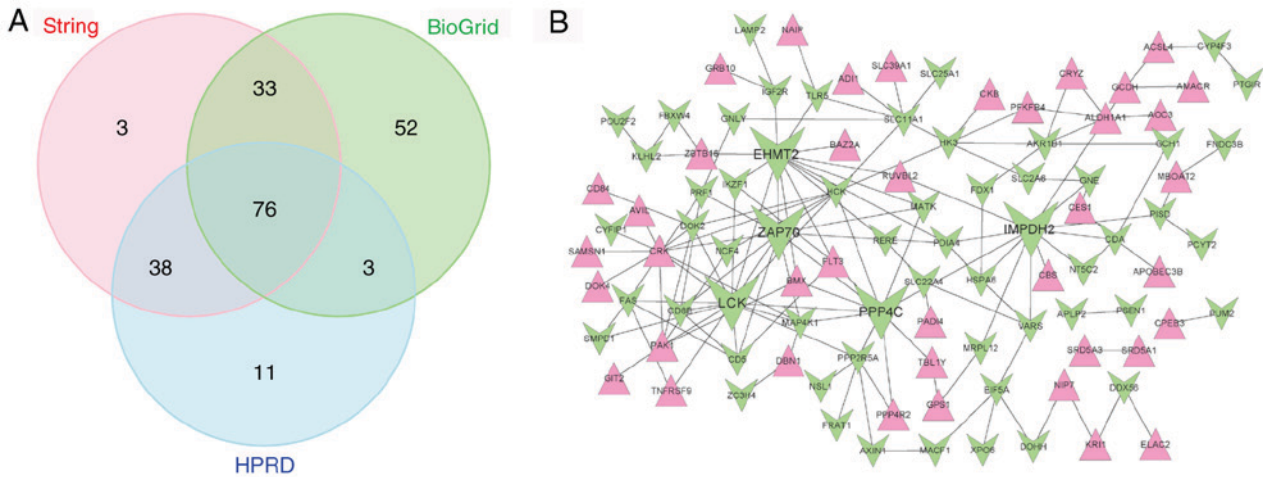 A
String
BioGrid
33
3
52
76
38
3
11
HPRD
B
LAMP2
NAIP
ACSL4
CYP4F3
GRB10
ADI1
SLC39A1
SLC25A1
CRYZ
GCDH
AMACR
PTGIR
IGF2R
TLR5
CKB
PFKFB4
POU2F2
FBXW4
GNLY
SLC11A1
ALDH1A1
AOC3
KLHL2
ZBTB16
EHMT2
BAZ2A
HK3
AKR1B1
GCH1
FNDC3B
CD84
PRF1
IKZF1
HCK
RUVBL2
FDX1
SLC2A6
GNE
MBOAT2
AVIL
MATK
CES1
PISD
CYFIP1
DOK2
ZAP70
RERE
PDIA4
IMPDH2
CDA
PCYT2
SAMSN1
CRK
NCF4
FLT3
DOK4
BMX
SLC22A4
HSPA6
CBS
NT5C2
APOBEC3B
FAS
CD8B
LCK
MAP4K1
PPP4C
PADI4
VARS
APLP2
PSEN1
PUM2
CPEB3
SMPD1
PAK1
CD5
DBN1
PPP2R5A
TBL1Y
MRPL12
SRD5A3
SRD5A1
GIT2
TNFRSF9
ZC3H4
NSL1
GPS1
EIF5A
NIP7
DDX56
FRAT1
PPP4R2
AXIN1
MACF1
XPO6
DOHH
KRI1
ELAC2